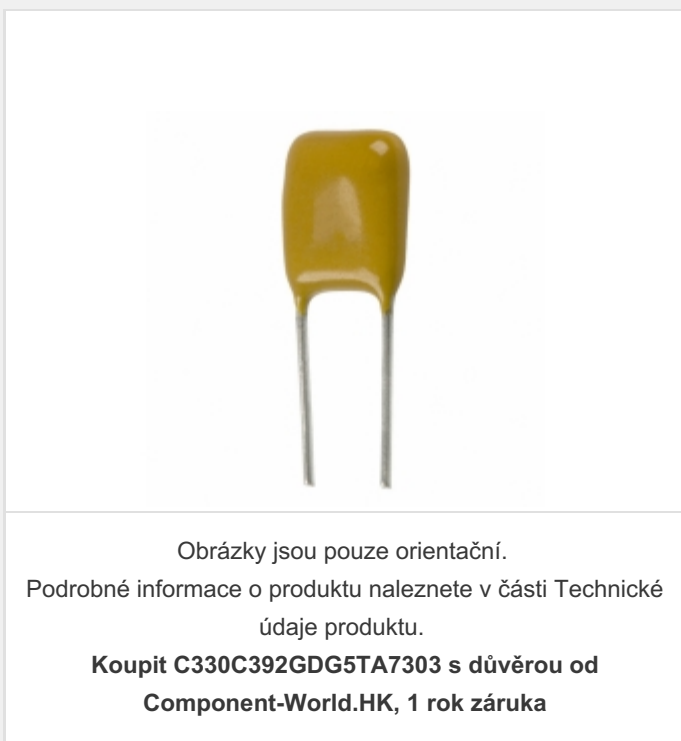 Obrázky jsou pouze orientační.
Podrobné informace o produktu naleznete v části Technické
údaje produktu.
Koupit C330C392GDG5TA7303 s důvěrou od
Component-World.HK, 1 rok záruka